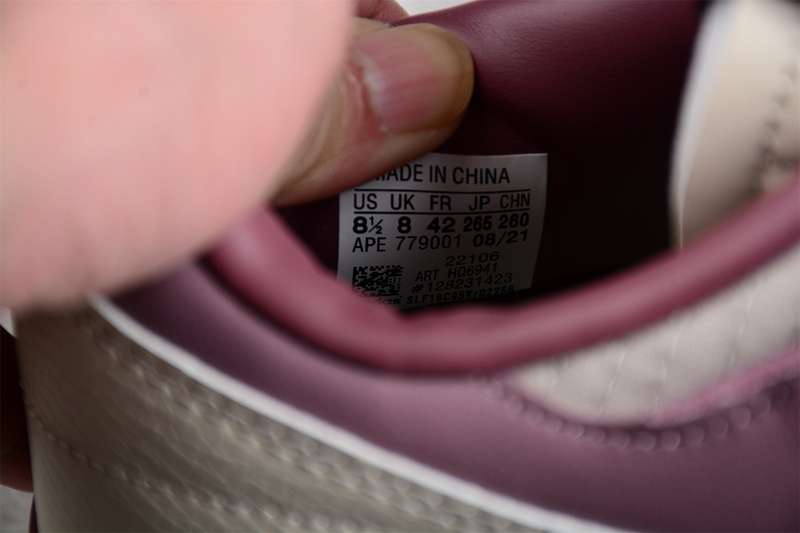 MADE IN CHINA
US UK FR JP CHN
8½ 8 42 265 260
APE 779001 08/21
22106
ART HQ6941
#128231423